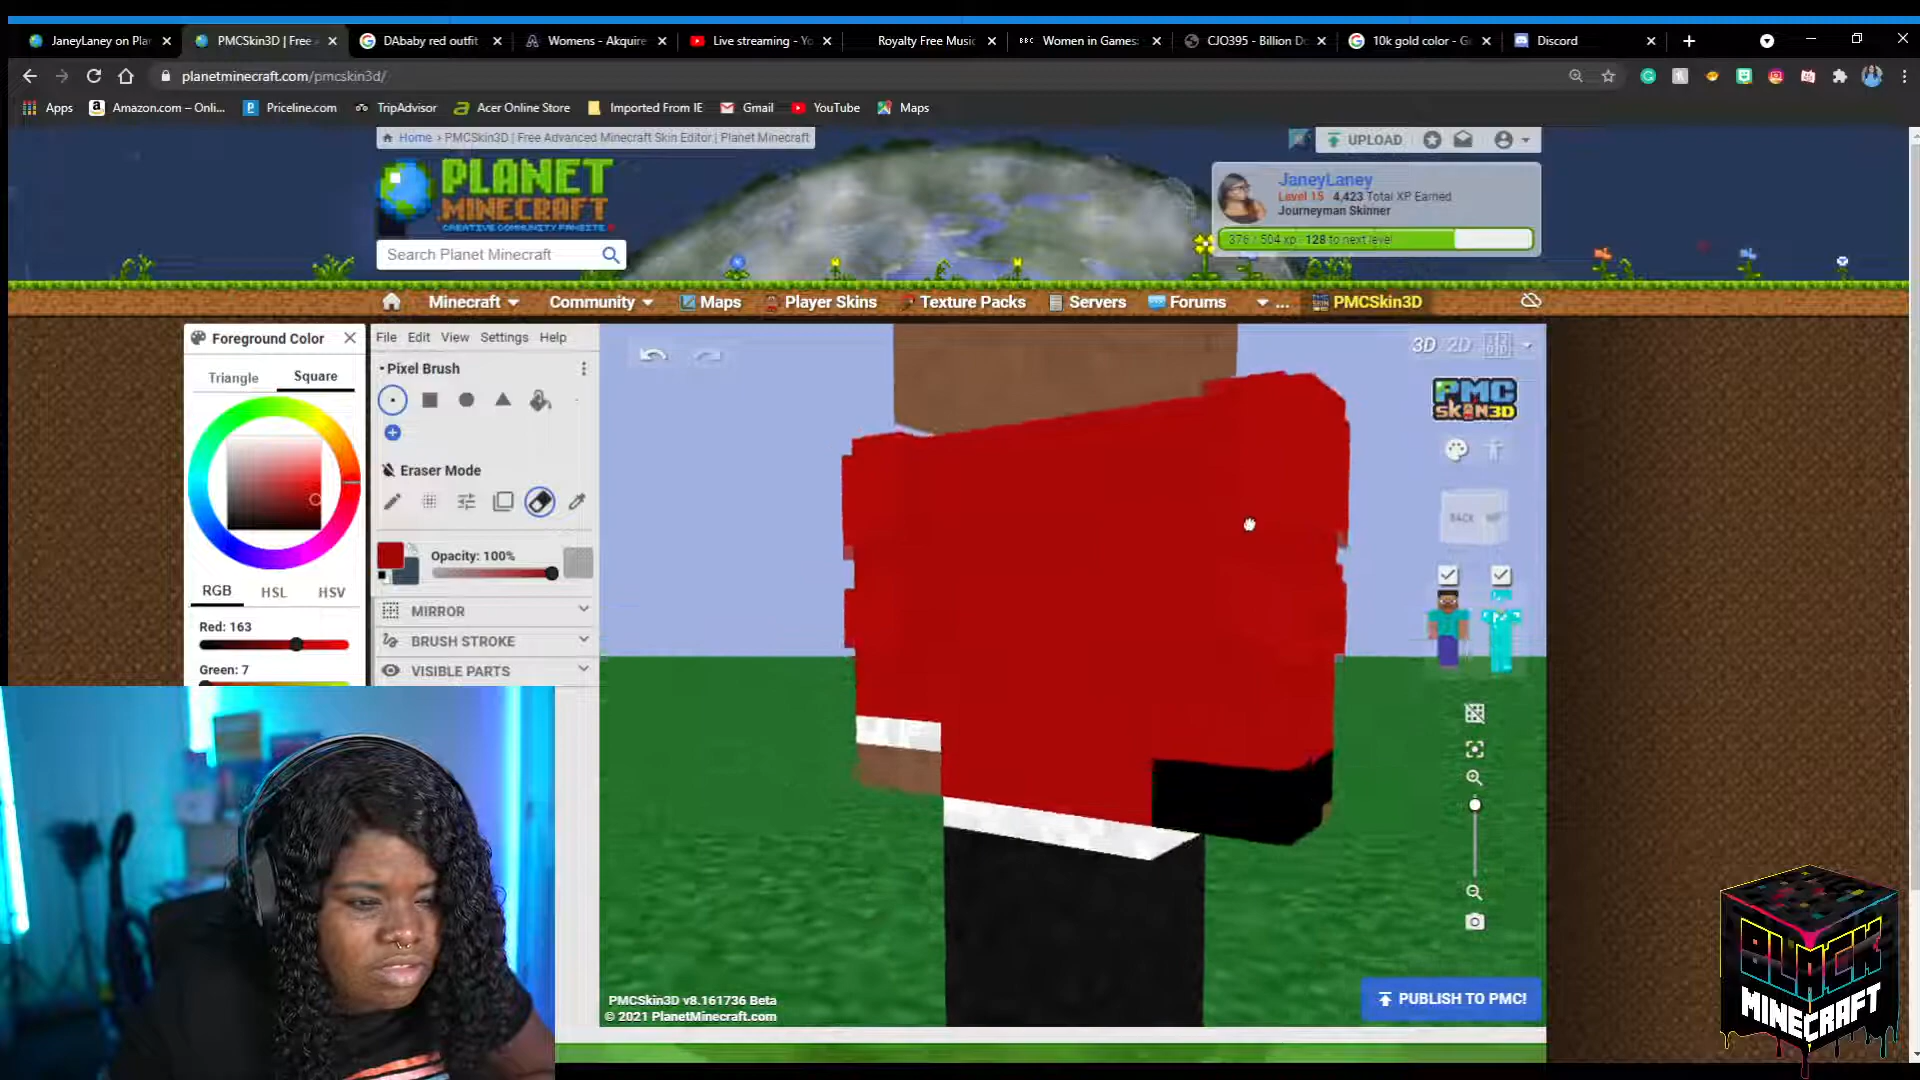 JaneyLaney on Pla
PMCSkin3D | Free
DAbaby red outfit
Womens - Akquire
Live streaming - Yo
Royalty Free Music
BBC Women in Games:
CJO395 - Billion Do
10k gold color - G
Discord
planetminecraft.com/pmcskin3d/
Apps
Amazon.com – Onli...
Priceline.com
TripAdvisor
Acer Online Store
Imported From IE
Gmail
YouTube
Maps
Home › PMCSkin3D | Free Advanced Minecraft Skin Editor | Planet Minecraft
UPLOAD
PLANET
MINECRAFT
CREATIVE COMMUNITY FANSITE
JaneyLaney
Level 15 4,423 Total XP Earned
Journeyman Skinner
376 / 504 xp · 128 to next level
Search Planet Minecraft
Minecraft
Community
Maps
Player Skins
Texture Packs
Servers
Forums
...
PMCSkin3D
Foreground Color
Triangle
Square
RGB
HSL
HSV
Red: 163
Green: 7
File Edit View Settings Help
Pixel Brush
Eraser Mode
Opacity: 100%
MIRROR
BRUSH STROKE
VISIBLE PARTS
3D 2D
PMC
SKIN3D
BACK
PMCSkin3D v8.161736 Beta
© 2021 PlanetMinecraft.com
PUBLISH TO PMC!
BLACK
MINECRAFT